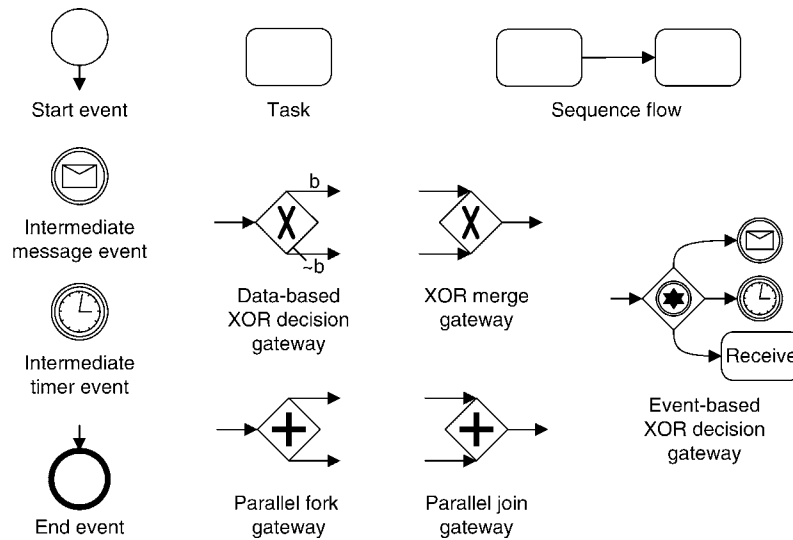 Start event
Task
Sequence flow
Intermediate
message event
b
X
~b
Data-based
XOR decision
gateway
X
XOR merge
gateway
Receive
Event-based
XOR decision
gateway
Intermediate
timer event
End event
Parallel fork
gateway
Parallel join
gateway